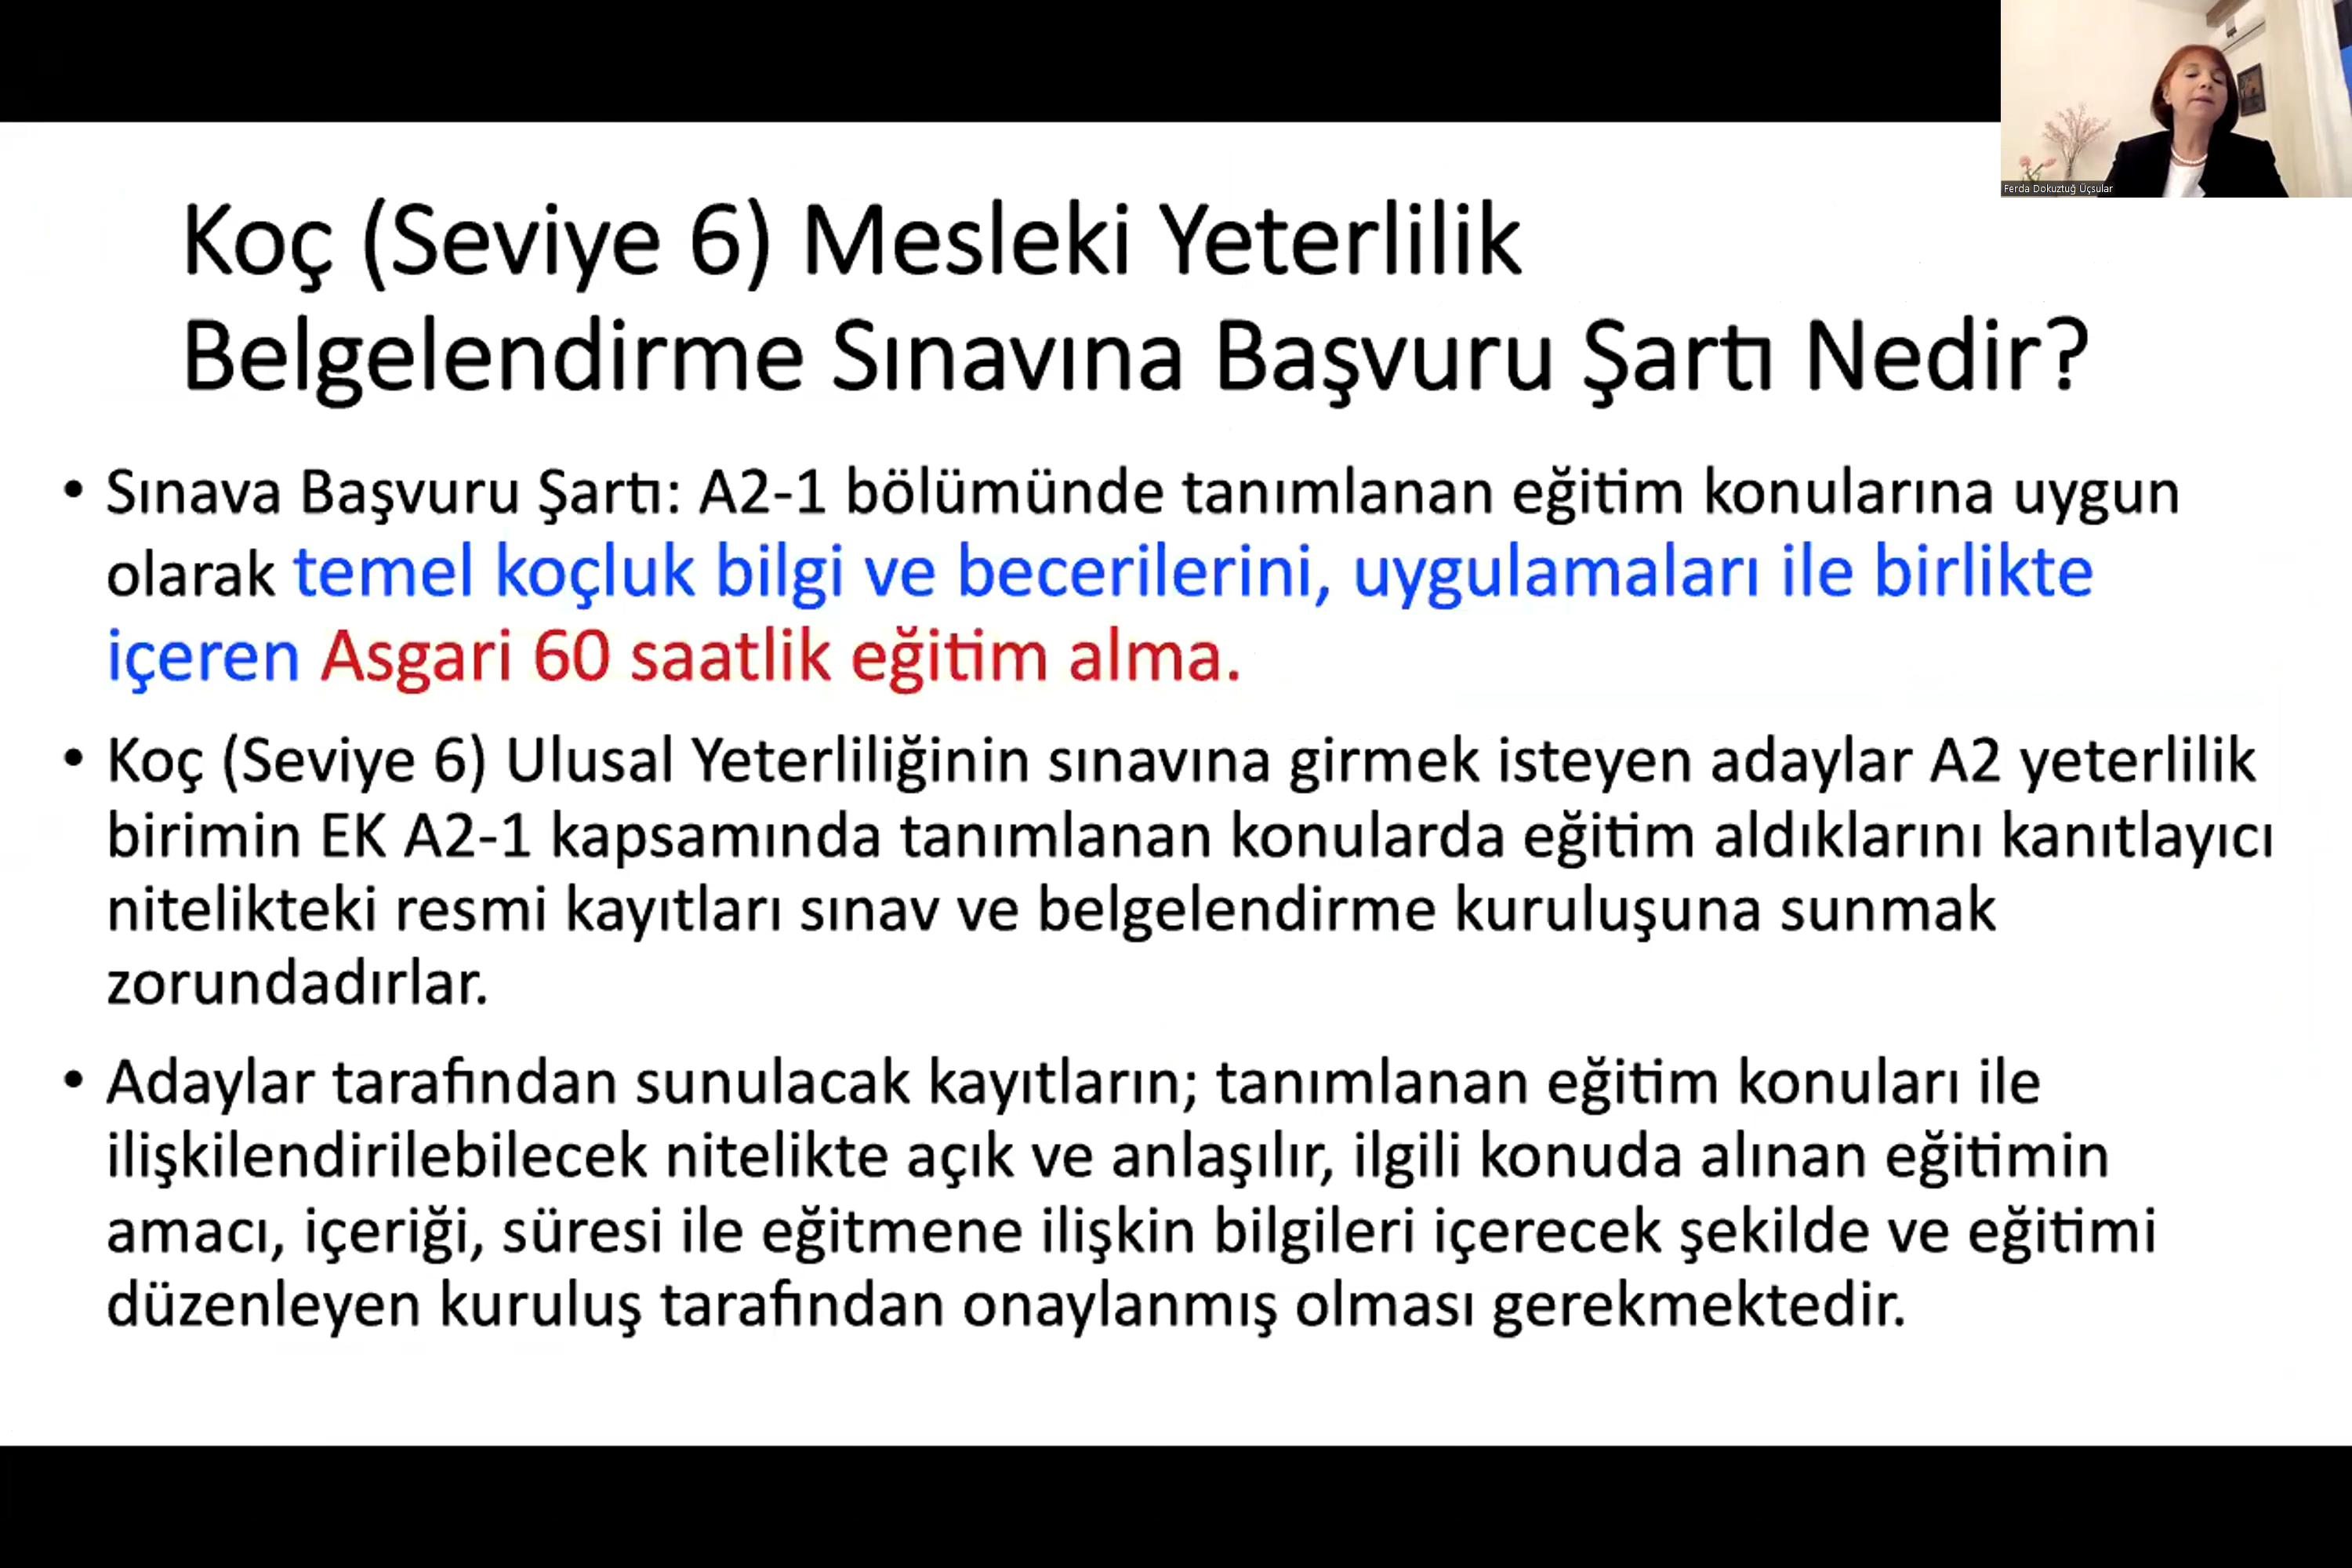 Ferda Dokuztuğ Üçsular
Koç (Seviye 6) Mesleki Yeterlilik
Belgelendirme Sınavına Başvuru Şartı Nedir?
• Sınava Başvuru Şartı: A2-1 bölümünde tanımlanan eğitim konularına uygun
olarak temel koçluk bilgi ve becerilerini, uygulamaları ile birlikte
içeren Asgari 60 saatlik eğitim alma.
• Koç (Seviye 6) Ulusal Yeterliliğinin sınavına girmek isteyen adaylar A2 yeterlilik
birimin EK A2-1 kapsamında tanımlanan konularda eğitim aldıklarını kanıtlayıcı
nitelikteki resmi kayıtları sınav ve belgelendirme kuruluşuna sunmak
zorundadırlar.
• Adaylar tarafından sunulacak kayıtların; tanımlanan eğitim konuları ile
ilişkilendirilebilecek nitelikte açık ve anlaşılır, ilgili konuda alınan eğitimin
amacı, içeriği, süresi ile eğitmene ilişkin bilgileri içerecek şekilde ve eğitimi
düzenleyen kuruluş tarafından onaylanmış olması gerekmektedir.